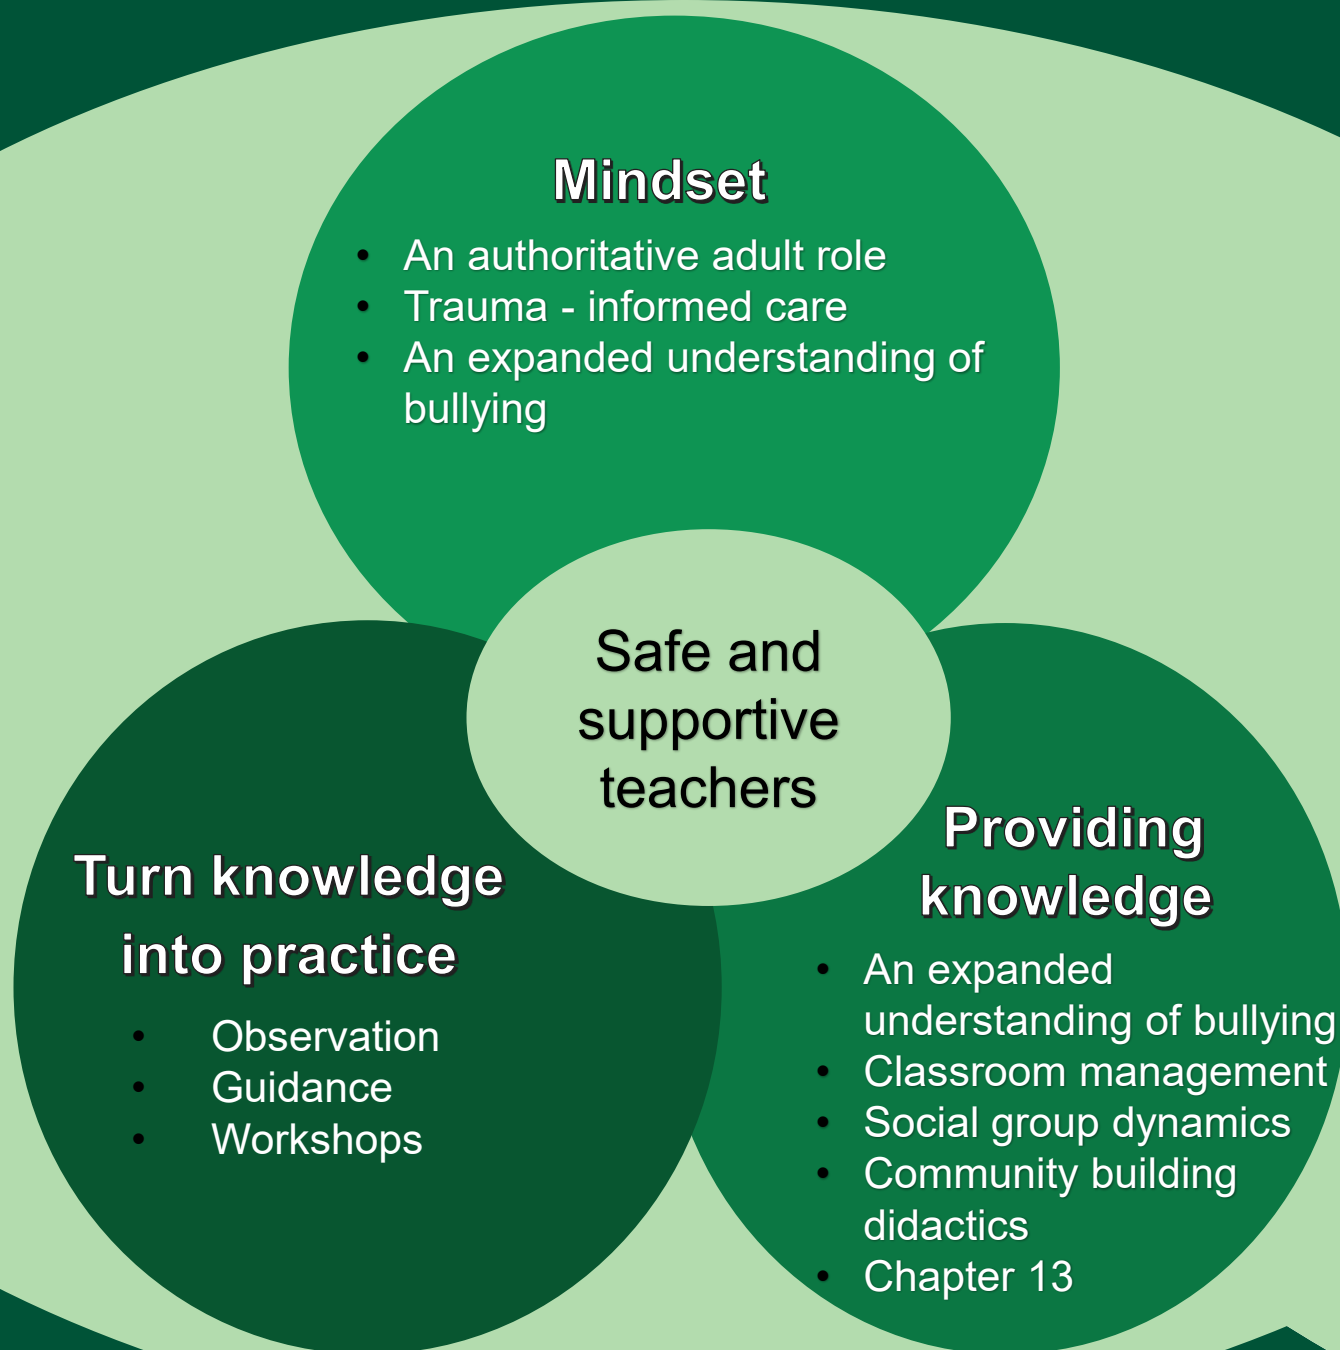 Mindset
• An authoritative adult role
• Trauma - informed care
• An expanded understanding of
bullying
Safe and
supportive
teachers
Turn knowledge
into practice
• Observation
• Guidance
• Workshops
Providing
knowledge
• An expanded
understanding of bullying
• Classroom management
• Social group dynamics
• Community building
didactics
• Chapter 13